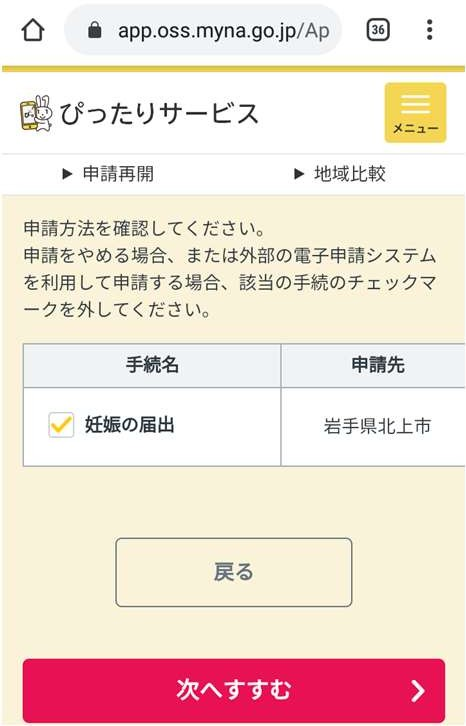 app.oss.myna.go.jp/Ap
36
ぴったりサービス
メニュー
▶ 申請再開 ▶ 地域比較
申請方法を確認してください。
申請をやめる場合、または外部の電子申請システム
を利用して申請する場合、該当の手続のチェックマ
ークを外してください。
手続名 申請先
妊娠の届出 岩手県北上市
戻る
次へすすむ